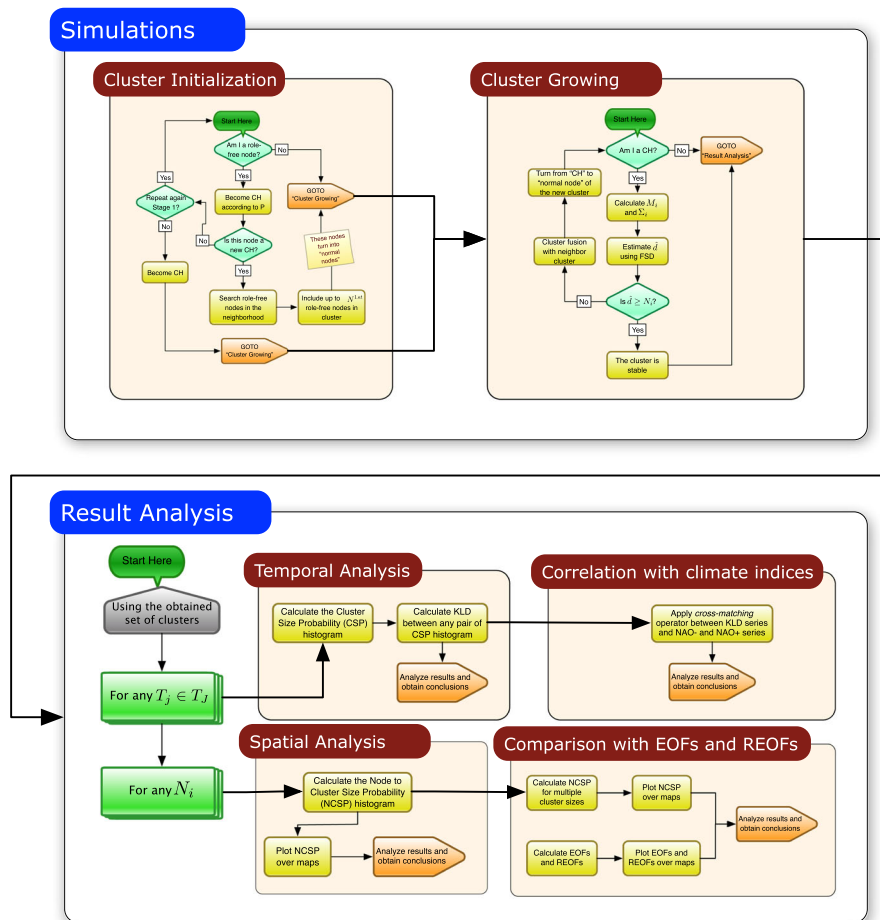 Simulations
Cluster Initialization
Start Here
Am I a role-
free node?
No
Yes
Become CH
according to P
GOTO
"Cluster Growing"
Yes
Repeat again
Stage 1?
No
No
Is this node a
new CH?
These nodes
turn into
"normal
nodes"
Become CH
Yes
Search role-free
nodes in the
neighborhood
Include up to N^{Lst}
role-free nodes in
cluster
GOTO
"Cluster Growing"
Cluster Growing
Start Here
Am I a CH?
No
GOTO
"Result Analysis"
Turn from "CH" to
"normal node" of
the new cluster
Yes
Calculate M_i
and Σ_i
Cluster fusion
with neighbor
cluster
Estimate d̂
using FSD
No
Is d̂ ≥ N_i?
Yes
The cluster is
stable
Result Analysis
Start Here
Using the obtained
set of clusters
For any T_j ∈ T_J
For any N_i
Temporal Analysis
Calculate the Cluster
Size Probability (CSP)
histogram
Calculate KLD
between any pair of
CSP histogram
Analyze results and
obtain conclusions
Correlation with climate indices
Apply cross-matching
operator between KLD series
and NAO- and NAO+ series
Analyze results and
obtain conclusions
Spatial Analysis
Calculate the Node to
Cluster Size Probability
(NCSP) histogram
Plot NCSP
over maps
Analyze results and
obtain conclusions
Comparison with EOFs and REOFs
Calculate NCSP
for multiple
cluster sizes
Plot NCSP
over maps
Calculate EOFs
and REOFs
Plot EOFs and
REOFs over maps
Analyze results and
obtain conclusions